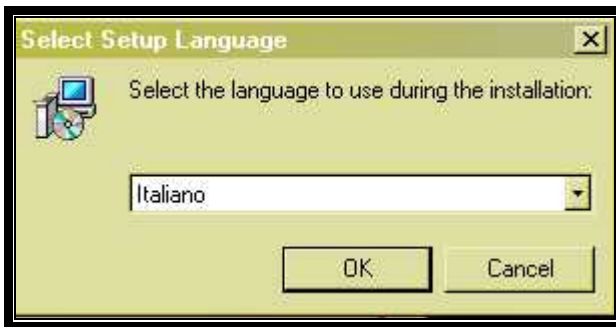 Select Setup Language
Select the language to use during the installation:
Italiano
OK
Cancel